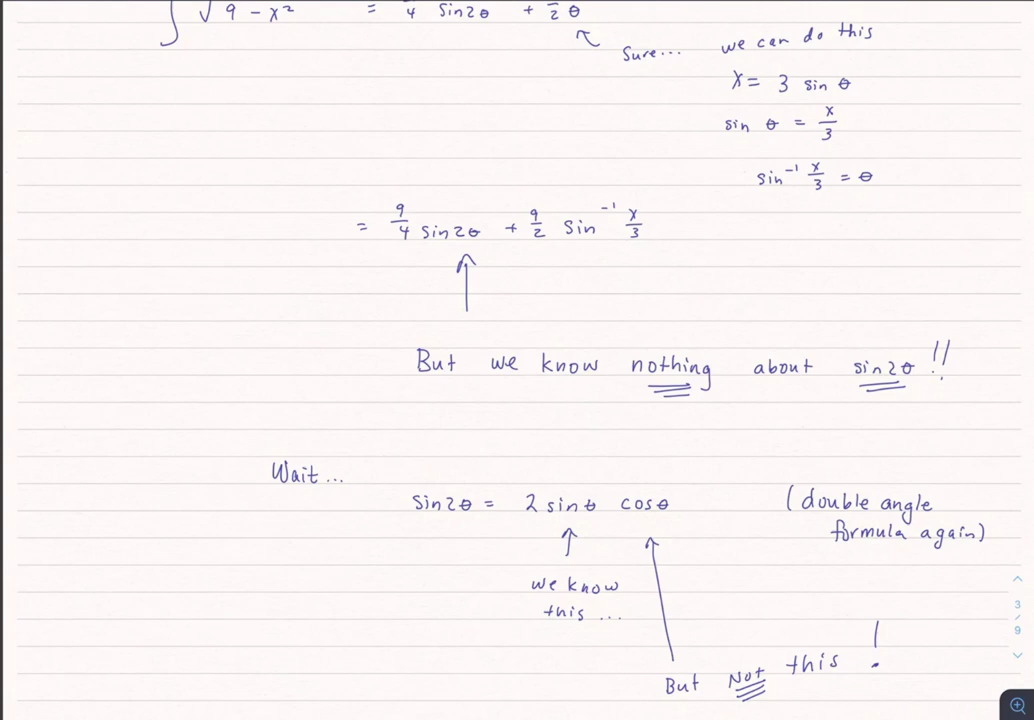 ∫ √ 9 - x² = 4 sin2θ + 2 θ
Sure... we can do this
x = 3 sin θ
sin θ = x/3
sin⁻¹ x/3 = θ
= 9/4 sin2θ + 9/2 sin⁻¹ x/3
But we know nothing about sin2θ !!
Wait...
sin2θ = 2 sinθ cosθ (double angle
formula again)
we know
this ...
But NOT this !
3
/
9